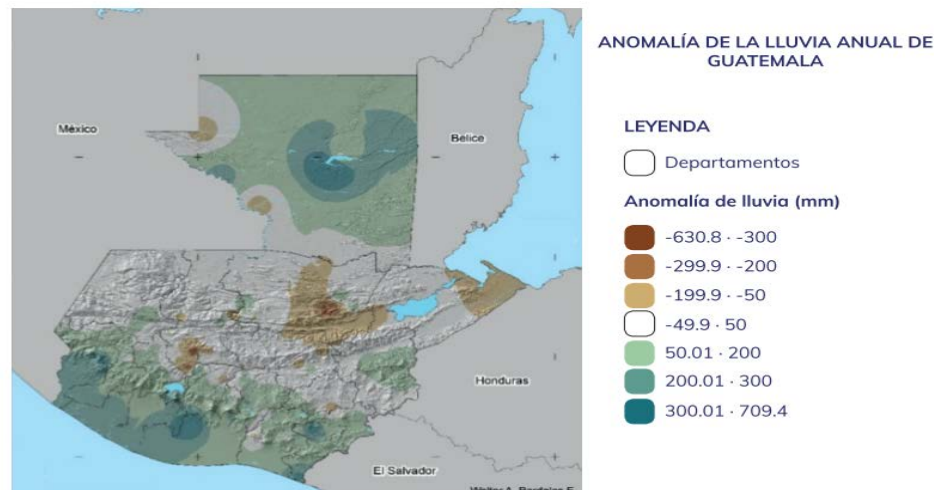 ANOMALÍA DE LA LLUVIA ANUAL DE
GUATEMALA
LEYENDA
Departamentos
Anomalía de lluvia (mm)
-630.8 · -300
-299.9 · -200
-199.9 · -50
-49.9 · 50
50.01 · 200
200.01 · 300
300.01 · 709.4
México
Bélice
Honduras
El Salvador